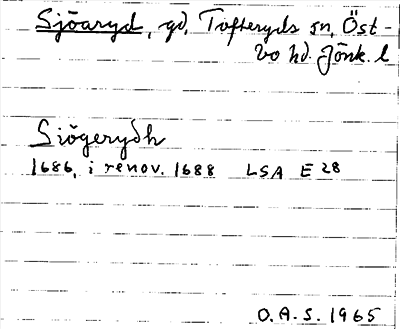 Sjöaryd, gd, Tofteryds sn, Öst-
bo hd. Jönk. l
Siögerydh
1686, i renov. 1688 LSA E 28
O.A.S. 1965